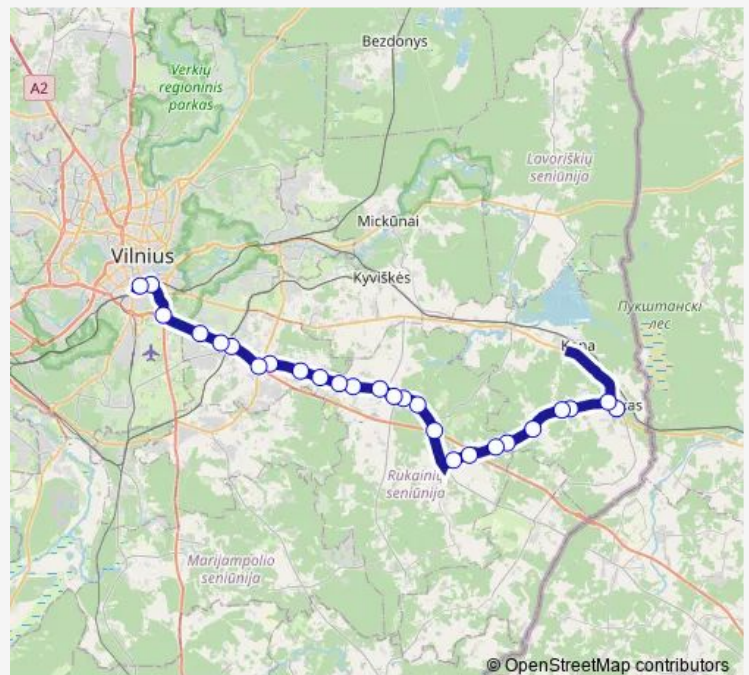 Bezdonys
Verkių
regioninis
parkas
A2
Lavoriškių
seniūnija
Mickūnai
Vilnius
Kyviškės
Пукштанскі
лес
Rukainių
seniūnija
Marijampolio
seniūnija
© OpenStreetMap contributors